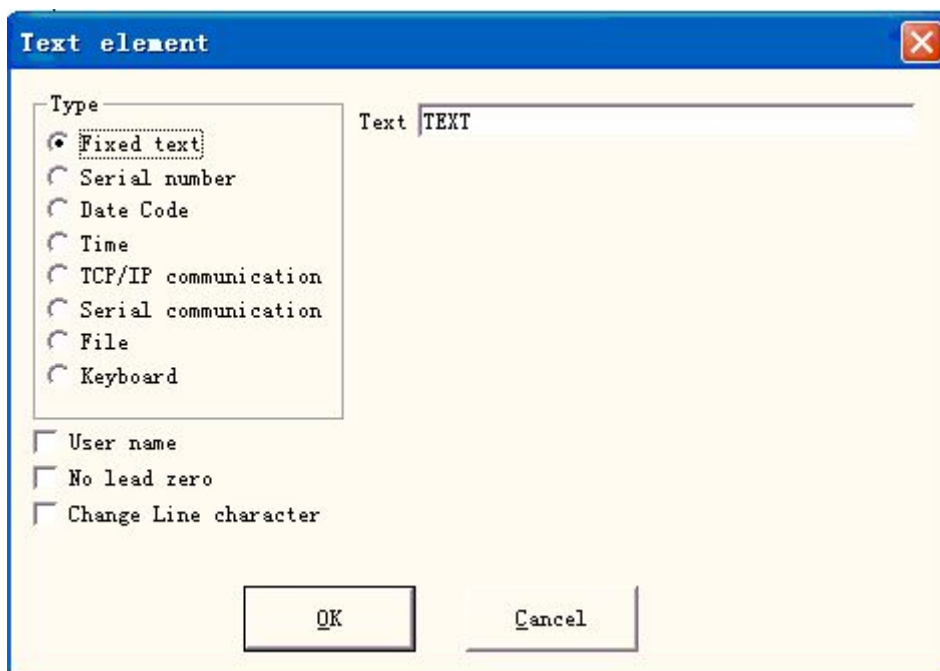 Text element
Type
Fixed text
Serial number
Date Code
Time
TCP/IP communication
Serial communication
File
Keyboard
Text TEXT
User name
No lead zero
Change Line character
OK Cancel